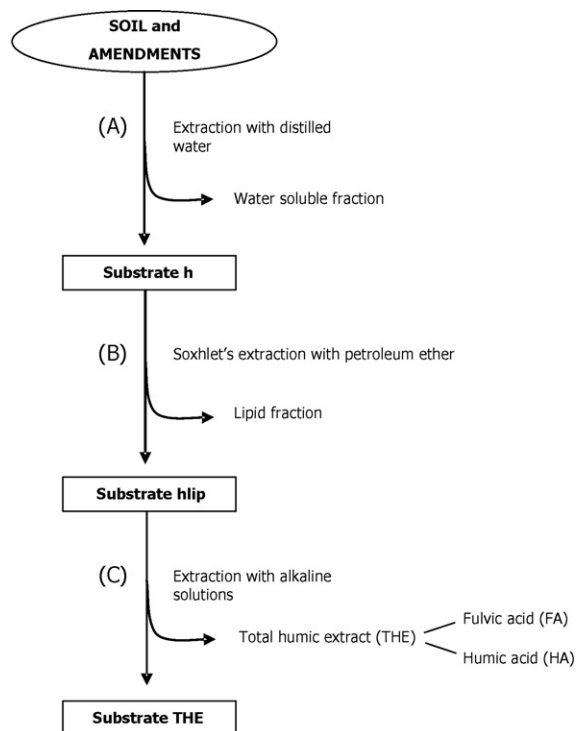 SOIL and
AMENDMENTS
(A)
Extraction with distilled
water
Water soluble fraction
Substrate h
(B)
Soxhlet's extraction with petroleum ether
Lipid fraction
Substrate hlip
(C)
Extraction with alkaline
solutions
Fulvic acid (FA)
Total humic extract (THE)
Humic acid (HA)
Substrate THE